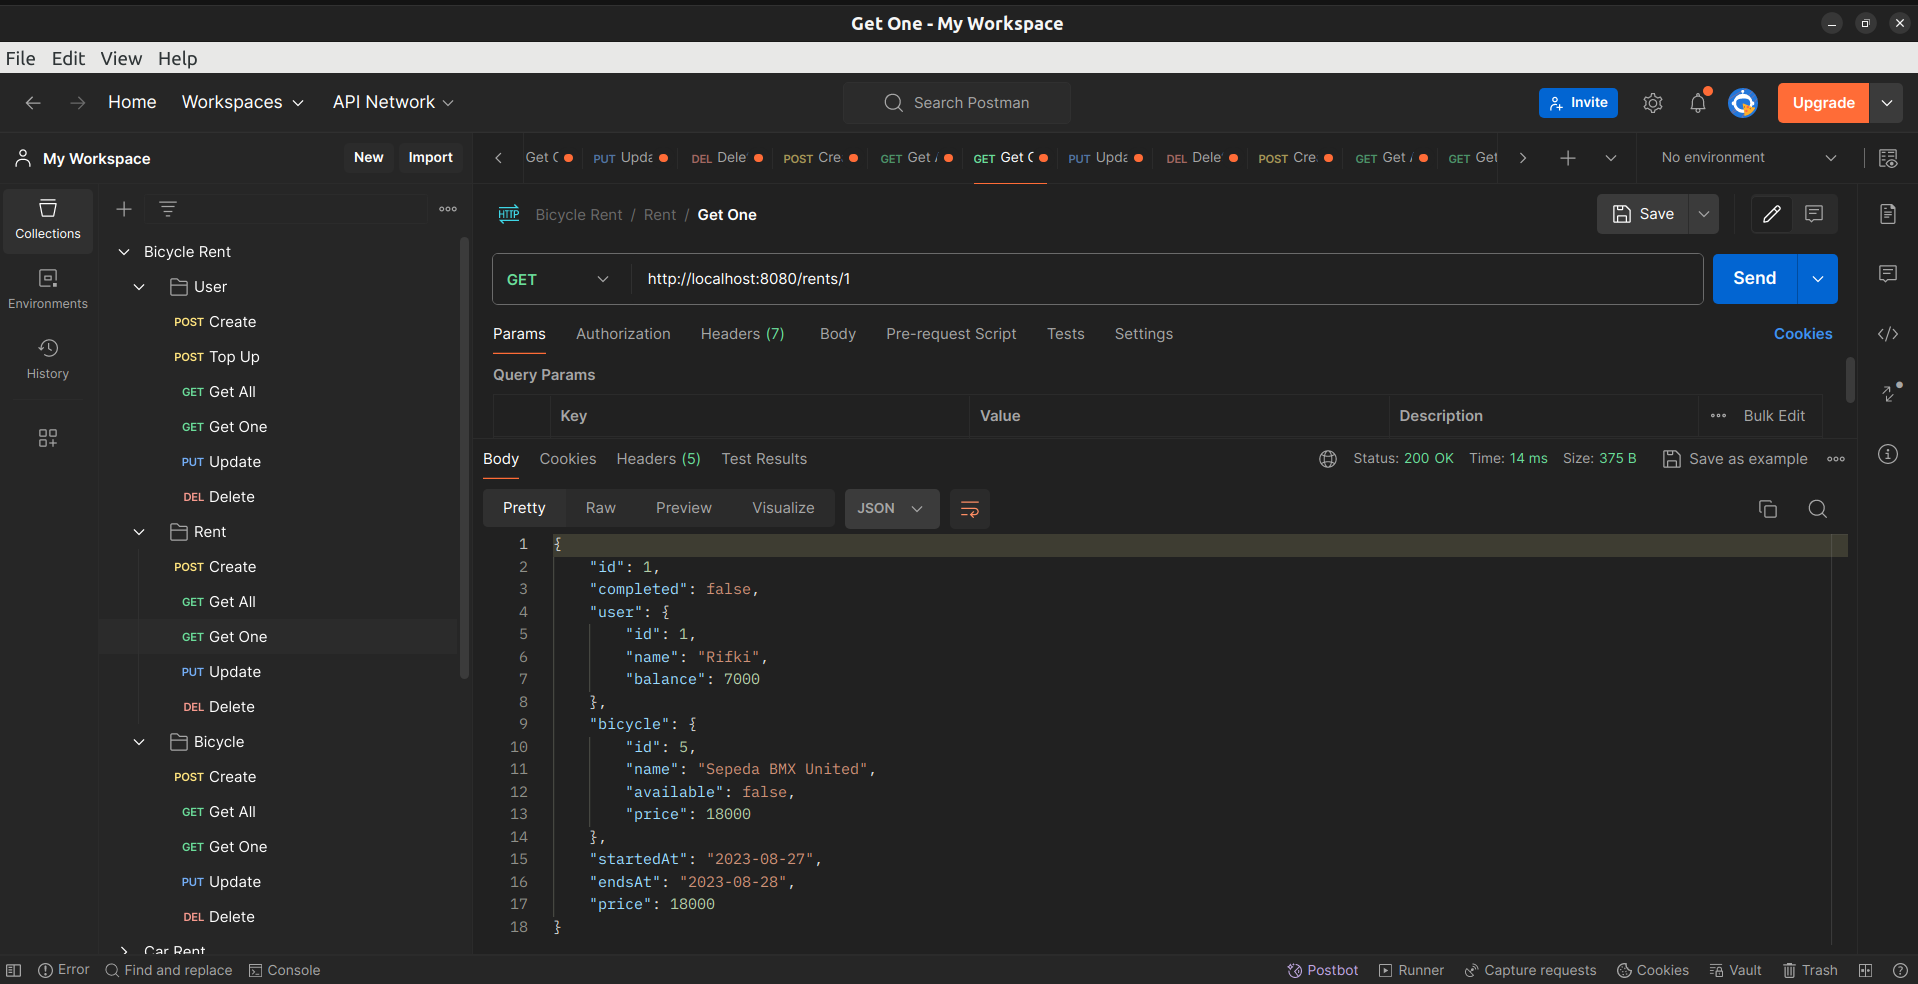 Get One - My Workspace
File Edit View Help
Home Workspaces API Network Search Postman Invite Upgrade
My Workspace New Import
Get C PUT Upda DEL Dele POST Cre GET Get GET Get C PUT Upda DEL Dele POST Cre GET Get GET Get No environment
Collections
Environments
History
Bicycle Rent
User
POST Create
POST Top Up
GET Get All
GET Get One
PUT Update
DEL Delete
Rent
POST Create
GET Get All
GET Get One
PUT Update
DEL Delete
Bicycle
POST Create
GET Get All
GET Get One
PUT Update
DEL Delete
Car Rent
HTTP Bicycle Rent / Rent / Get One Save
GET http://localhost:8080/rents/1 Send
Params Authorization Headers (7) Body Pre-request Script Tests Settings Cookies
Query Params
Key Value Description Bulk Edit
Body Cookies Headers (5) Test Results Status: 200 OK Time: 14 ms Size: 375 B Save as example
Pretty Raw Preview Visualize JSON
1 {
2 "id": 1,
3 "completed": false,
4 "user": {
5 "id": 1,
6 "name": "Rifki",
7 "balance": 7000
8 },
9 "bicycle": {
10 "id": 5,
11 "name": "Sepeda BMX United",
12 "available": false,
13 "price": 18000
14 },
15 "startedAt": "2023-08-27",
16 "endsAt": "2023-08-28",
17 "price": 18000
18 }
Error Find and replace Console Postbot Runner Capture requests Cookies Vault Trash